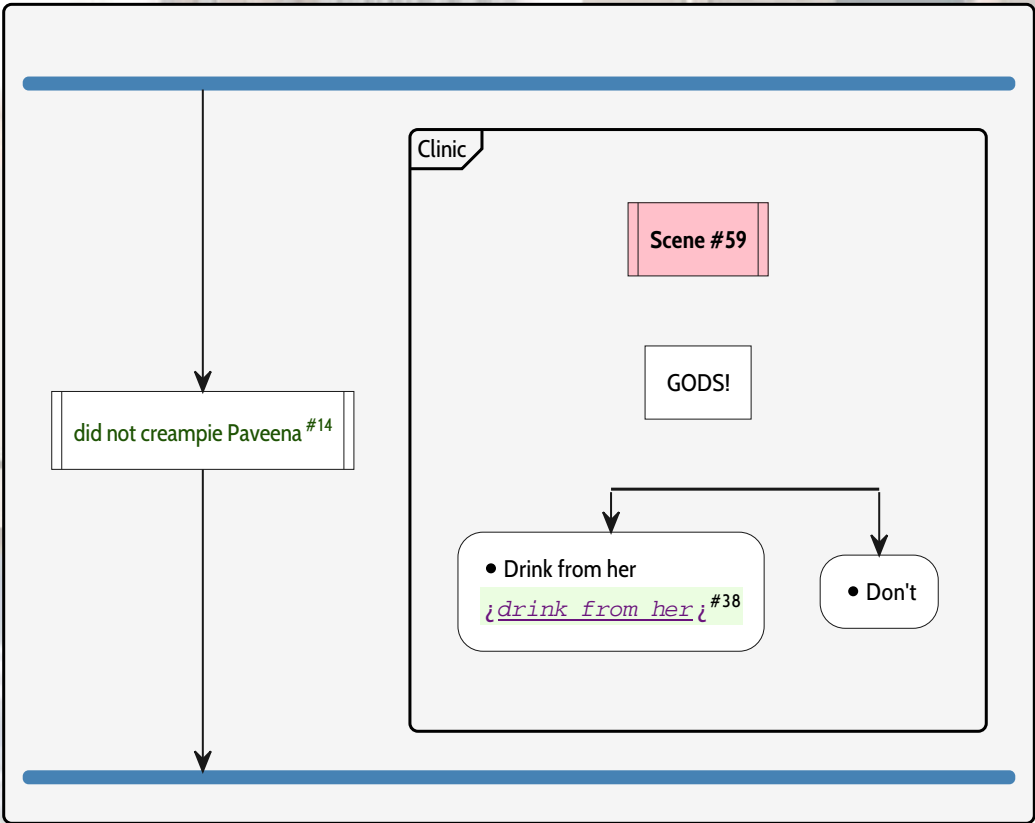 Clinic
Scene #59
GODS!
did not creampie Paveena #14
• Drink from her
¿drink from her¿ #38
• Don't